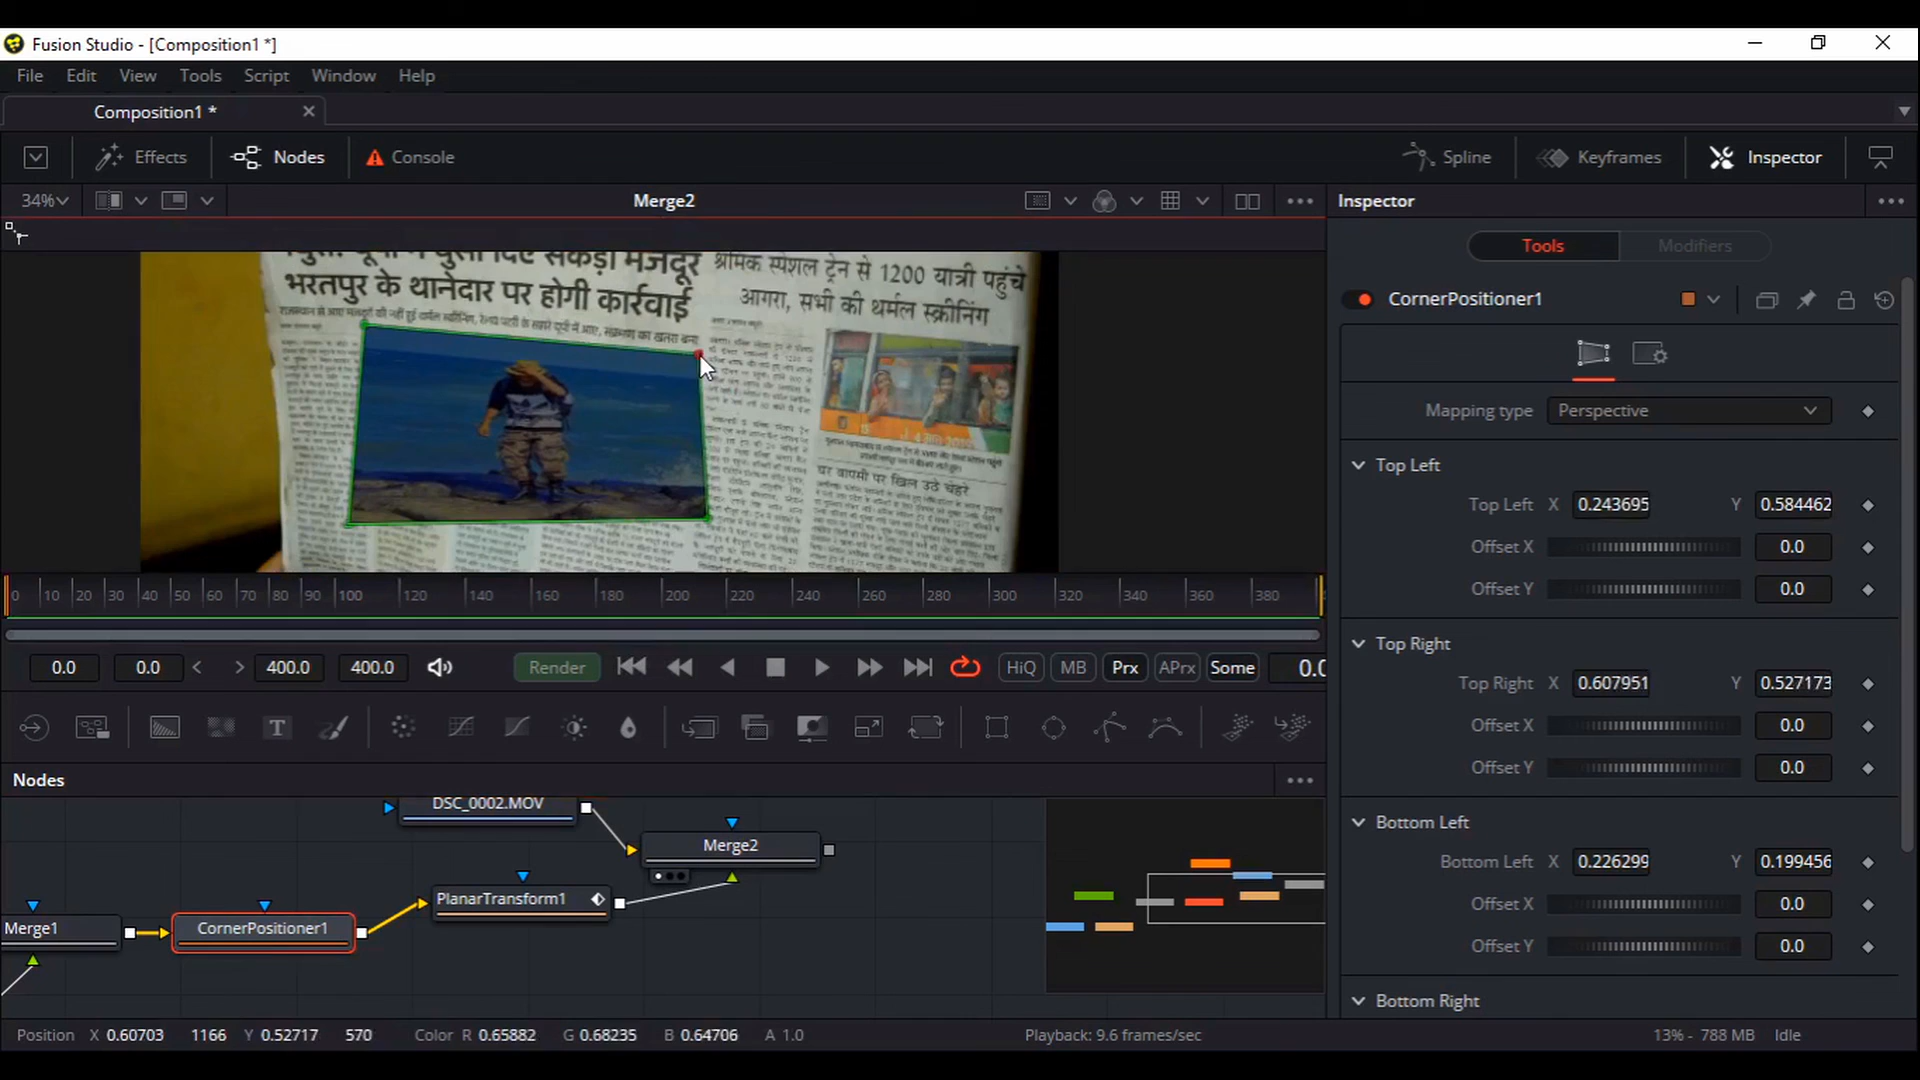 Fusion Studio - [Composition1 *]
File Edit View Tools Script Window Help
Composition1 *
Effects Nodes Console Spline Keyframes Inspector
34% Merge2 Inspector
Tools Modifiers
भरतपुर के थानेदार पर होगी कार्रवाई
श्रमिक स्पेशल ट्रेन से 1200 यात्री पहुंचे
आगरा, सभी की थर्मल स्क्रीनिंग
घर वापसी पर खिल उठे चेहरे
CornerPositioner1
Mapping type Perspective
Top Left
Top Left X 0.243695 Y 0.584462
Offset X 0.0
Offset Y 0.0
Top Right
Top Right X 0.607951 Y 0.527173
Offset X 0.0
Offset Y 0.0
Bottom Left
Bottom Left X 0.226299 Y 0.199456
Offset X 0.0
Offset Y 0.0
Bottom Right
0 10 20 30 40 50 60 70 80 90 100 120 140 160 180 200 220 240 260 280 300 320 340 360 380
0.0 0.0 < > 400.0 400.0 Render HiQ MB Prx APrx Some 0.0
T
Nodes
DSC_0002.MOV
Merge2
PlanarTransform1
Merge1 CornerPositioner1
Position X 0.60703 1166 Y 0.52717 570 Color R 0.65882 G 0.68235 B 0.64706 A 1.0 Playback: 9.6 frames/sec 13% - 788 MB Idle